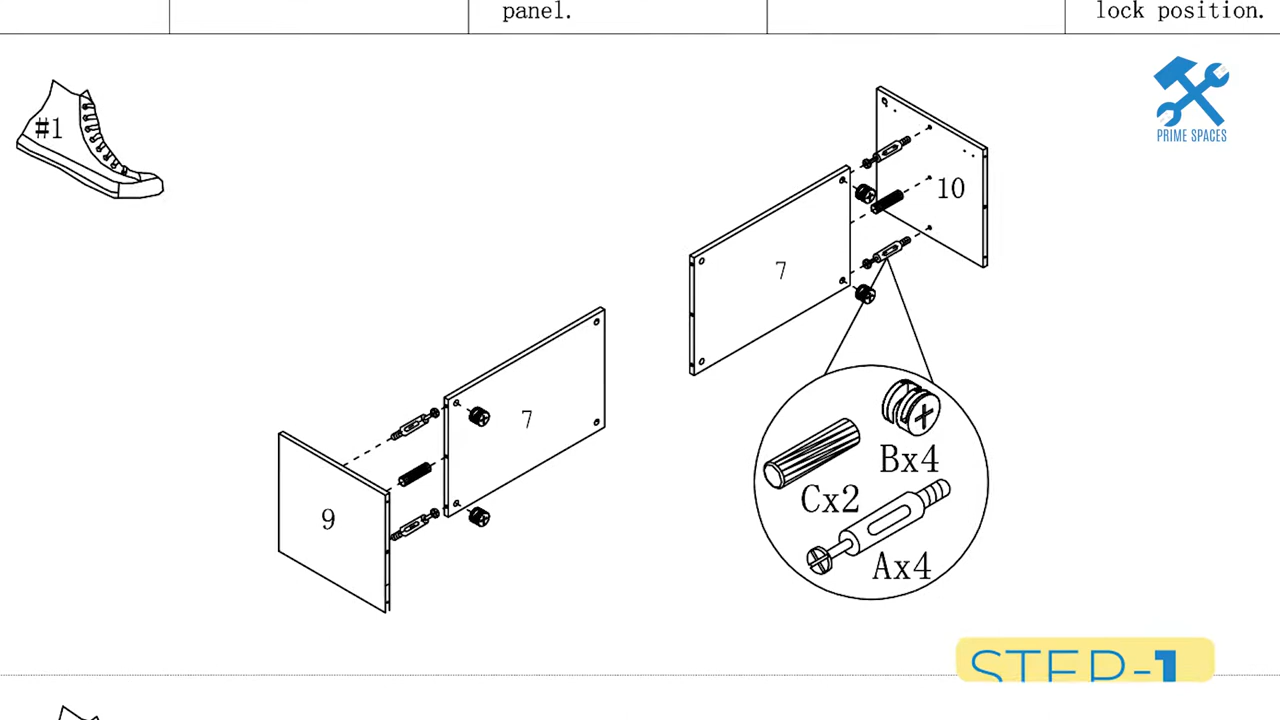 panel.
lock position.
#1
PRIME SPACES
10
7
7
9
Bx4
Cx2
Ax4
STEP-1